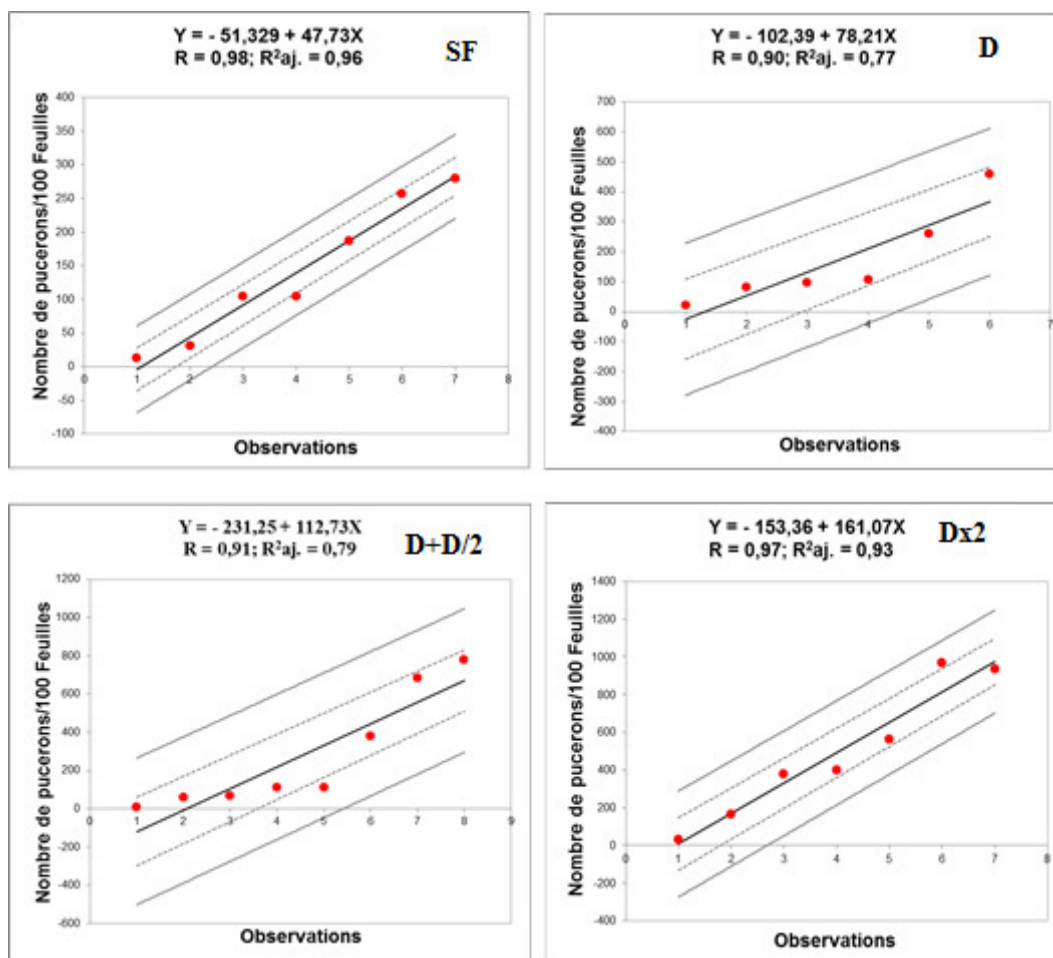 Y = - 51,329 + 47,73X
R = 0,98; R²aj. = 0,96
SF
Nombre de pucerons/100 Feuilles
400
350
300
250
200
150
100
50
0
-50
-100
0 1 2 3 4 5 6 7 8
Observations
Y = - 102,39 + 78,21X
R = 0,90; R²aj. = 0,77
D
Nombre de pucerons/100 Feuilles
700
600
500
400
300
200
100
0
-100
-200
-300
-400
0 1 2 3 4 5 6 7
Observations
Y = - 231,25 + 112,73X
R = 0,91; R²aj. = 0,79
D+D/2
Nombre de pucerons/100 Feuilles
1200
1000
800
600
400
200
0
-200
-400
-600
0 1 2 3 4 5 6 7 8 9
Observations
Y = - 153,36 + 161,07X
R = 0,97; R²aj. = 0,93
Dx2
Nombre de pucerons/100 Feuilles
1400
1200
1000
800
600
400
200
0
-200
-400
0 1 2 3 4 5 6 7 8
Observations